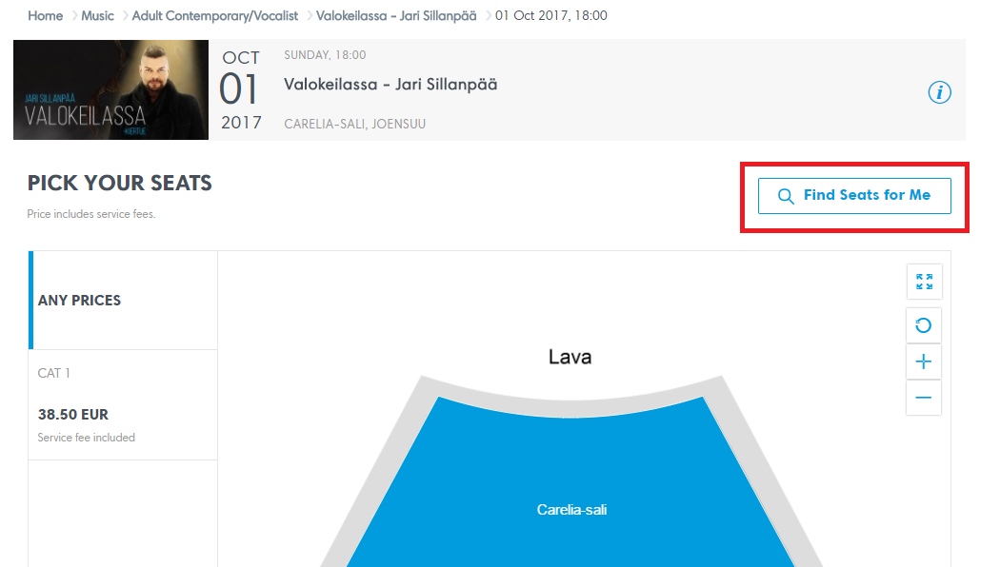 Home > Music > Adult Contemporary/Vocalist > Valokeilassa - Jari Sillanpää > 01 Oct 2017, 18:00
JARI SILLANPÄÄ
VALOKEILASSA
-KIERTUE
OCT
01
2017
SUNDAY, 18:00
Valokeilassa - Jari Sillanpää
CARELIA-SALI, JOENSUU
i
PICK YOUR SEATS
Price includes service fees.
Find Seats for Me
ANY PRICES
CAT 1
38.50 EUR
Service fee included
Lava
Carelia-sali